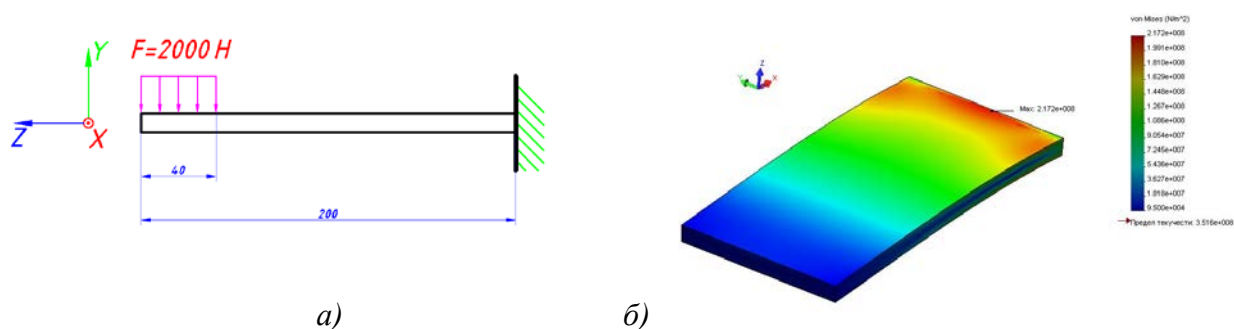 Y
F=2000 Н
Z
X
40
200
а)
Z
Y
X
Max: 2.172e+008
von Mises (N/m^2)
2.172e+008
1.991e+008
1.810e+008
1.629e+008
1.448e+008
1.267e+008
1.086e+008
9.054e+007
7.245e+007
5.436e+007
3.627e+007
1.818e+007
9.500e+004
Предел текучести: 3.516e+008
б)